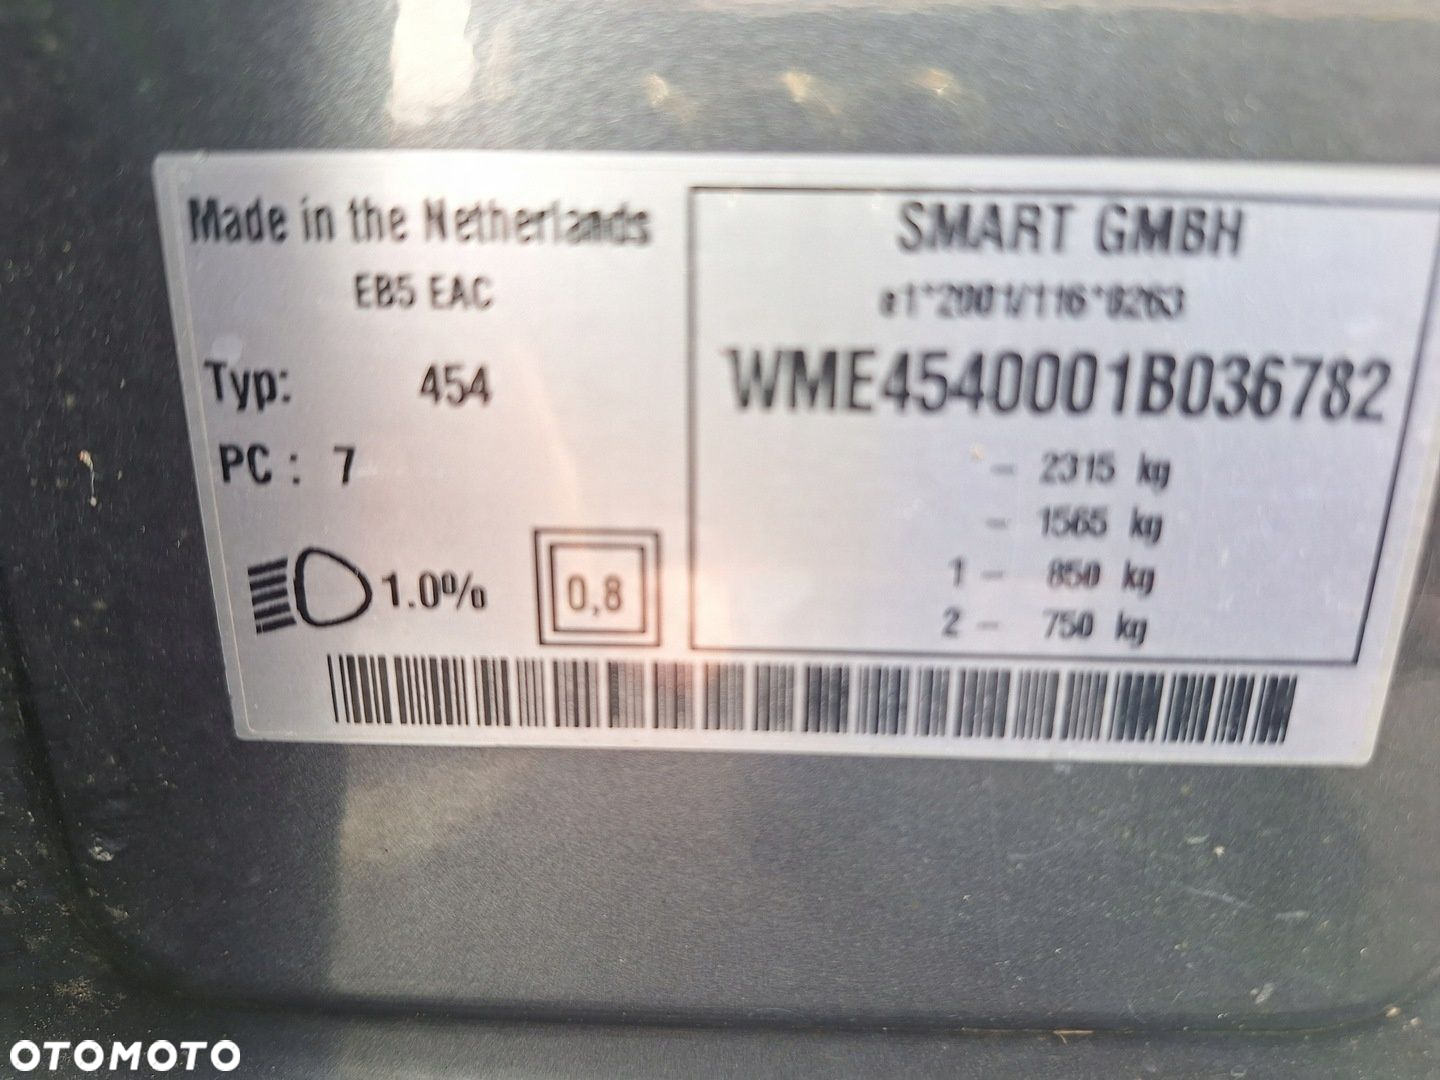 Made in the Netherlands
EB5 EAC
Typ: 454
PC: 7
1.0%
0,8
SMART GMBH
e1*2001/116*0263
WME4540001B036782
- 2315 kg
- 1565 kg
1 - 850 kg
2 - 750 kg
OTOMOTO